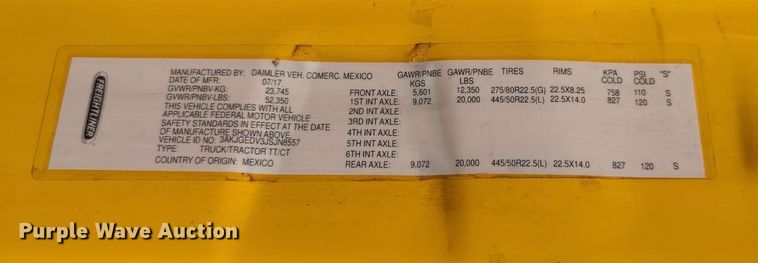 FREIGHTLINER
MANUFACTURED BY: DAIMLER VEH. COMERC. MEXICO
DATE OF MFR: 07/17
GVWR/PNBV-KG: 23,745
GVWR/PNBV-LBS: 52,350
THIS VEHICLE COMPLIES WITH ALL
APPLICABLE FEDERAL MOTOR VEHICLE
SAFETY STANDARDS IN EFFECT AT THE DATE
OF MANUFACTURE SHOWN ABOVE.
VEHICLE ID NO: 3AKJGEDV3JSJN8557
TYPE: TRUCK/TRACTOR TT/CT
COUNTRY OF ORIGIN: MEXICO
GAWR/PNBE KGS GAWR/PNBE LBS TIRES RIMS KPA COLD PSI COLD "S"
FRONT AXLE: 5,601 12,350 275/80R22.5(G) 22.5X8.25 758 110 S
1ST INT AXLE: 9,072 20,000 445/50R22.5(L) 22.5X14.0 827 120 S
2ND INT AXLE:
3RD INT AXLE:
4TH INT AXLE:
5TH INT AXLE:
6TH INT AXLE:
REAR AXLE: 9,072 20,000 445/50R22.5(L) 22.5X14.0 827 120 S
Purple Wave Auction